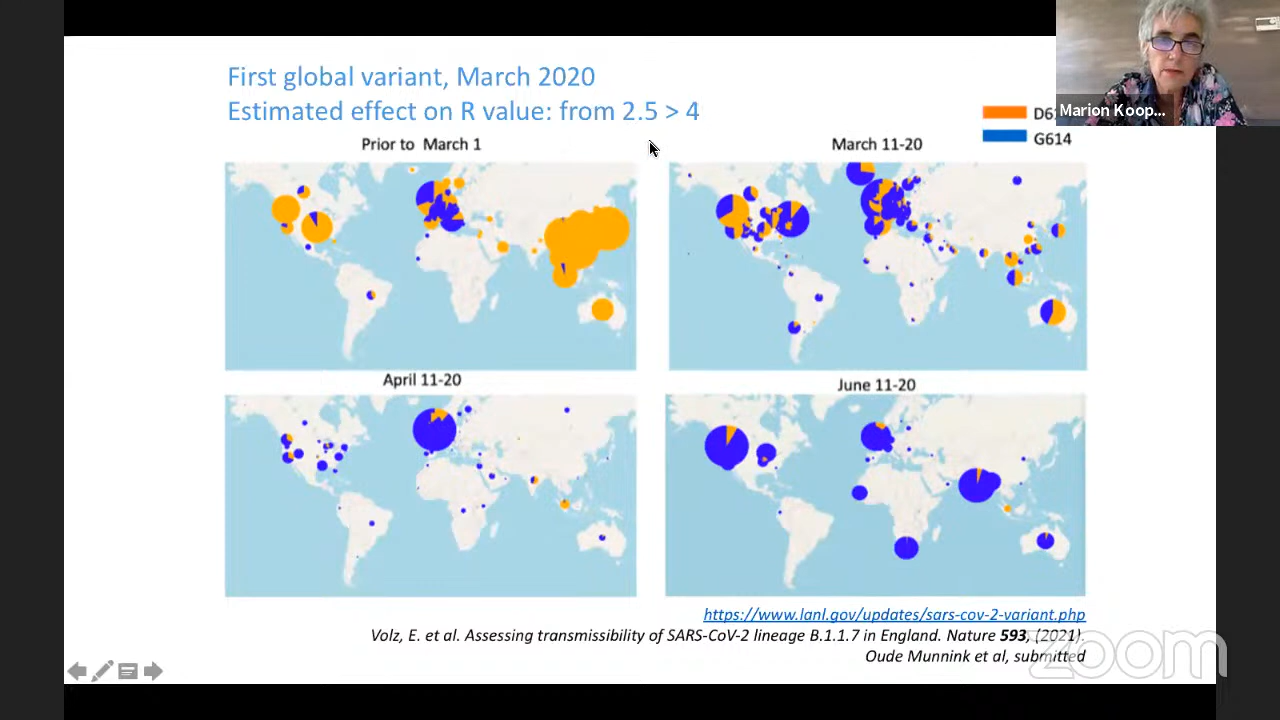 First global variant, March 2020
Estimated effect on R value: from 2.5 > 4
Marion Koop...
G614
Prior to March 1
March 11-20
April 11-20
June 11-20
https://www.lanl.gov/updates/sars-cov-2-variant.php
Volz, E. et al. Assessing transmissibility of SARS-CoV-2 lineage B.1.1.7 in England. Nature 593, (2021).
Oude Munnink et al, submitted
zoom